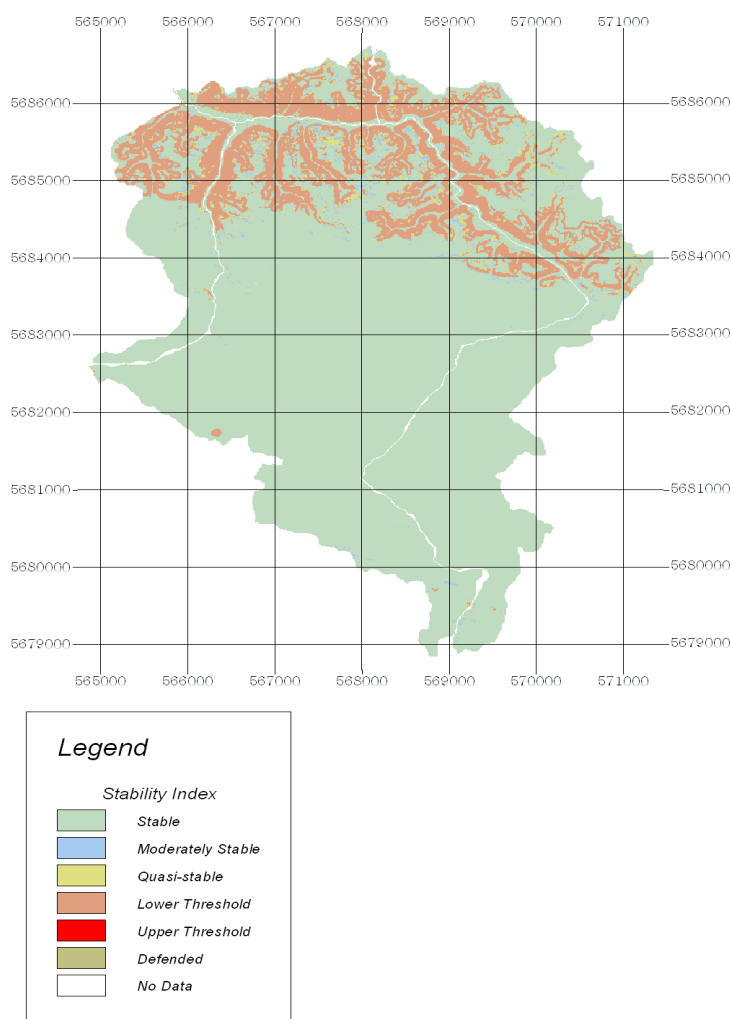 565000 566000 567000 568000 569000 570000 571000
5686000 5686000
5685000 5685000
5684000 5684000
5683000 5683000
5682000 5682000
5681000 5681000
5680000 5680000
5679000 5679000
565000 566000 567000 568000 569000 570000 571000
Legend
Stability Index
Stable
Moderately Stable
Quasi-stable
Lower Threshold
Upper Threshold
Defended
No Data